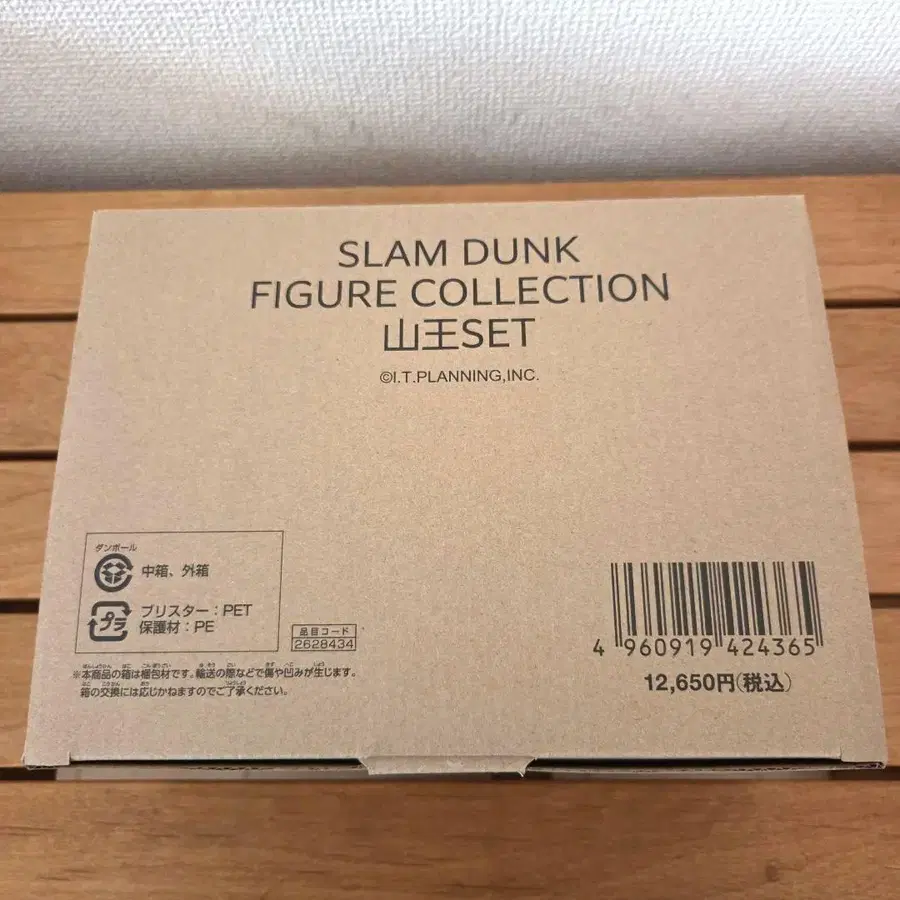 SLAM DUNK
FIGURE COLLECTION
山王SET
©I.T.PLANNING,INC.
ダンボール
中箱、外箱
プラ
ブリスター：PET
保護材：PE
品目コード
2628434
※本商品の箱は梱包材です。輸送の際などで傷や凹みが生じます。
箱の交換には応じかねますのでご了承ください。
4 960919 424365
12,650円(税込)